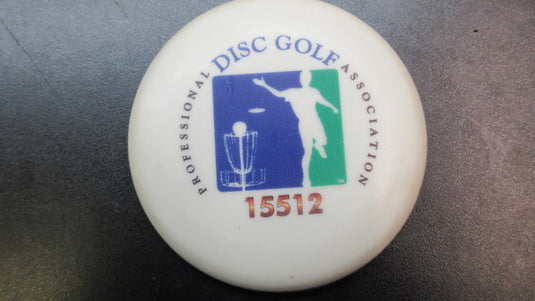 PROFESSIONAL
DISC GOLF
ASSOCIATION
15512